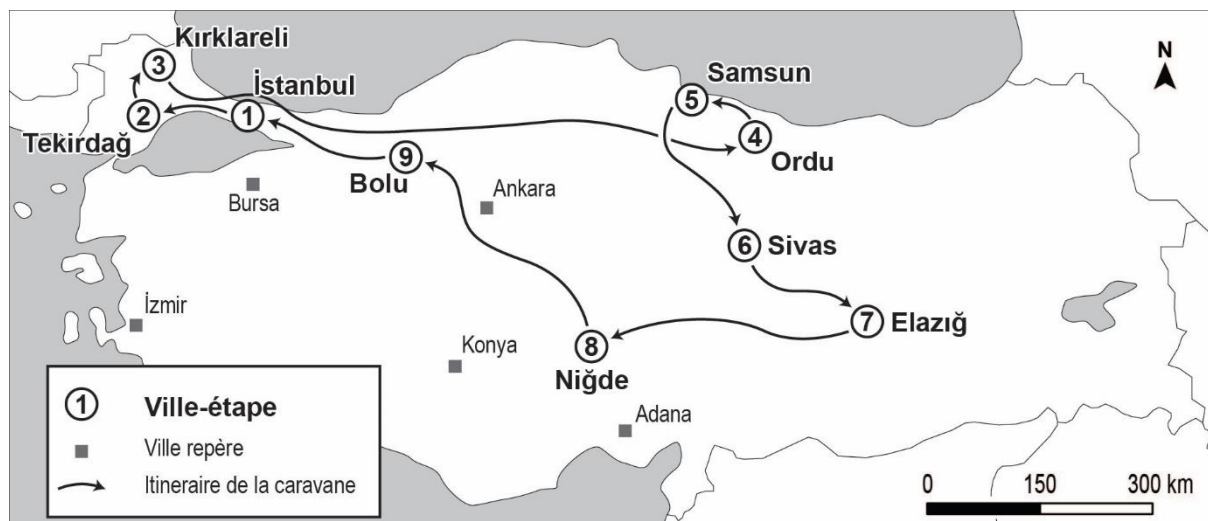 Kırklareli
3
İstanbul
1
2
Tekirdağ
Samsun
5
4
Ordu
N
9
Bolu
Bursa
Ankara
6 Sivas
İzmir
7 Elazığ
Konya
8
Niğde
Adana
1 Ville-étape
Ville repère
Itineraire de la caravane
0 150 300 km